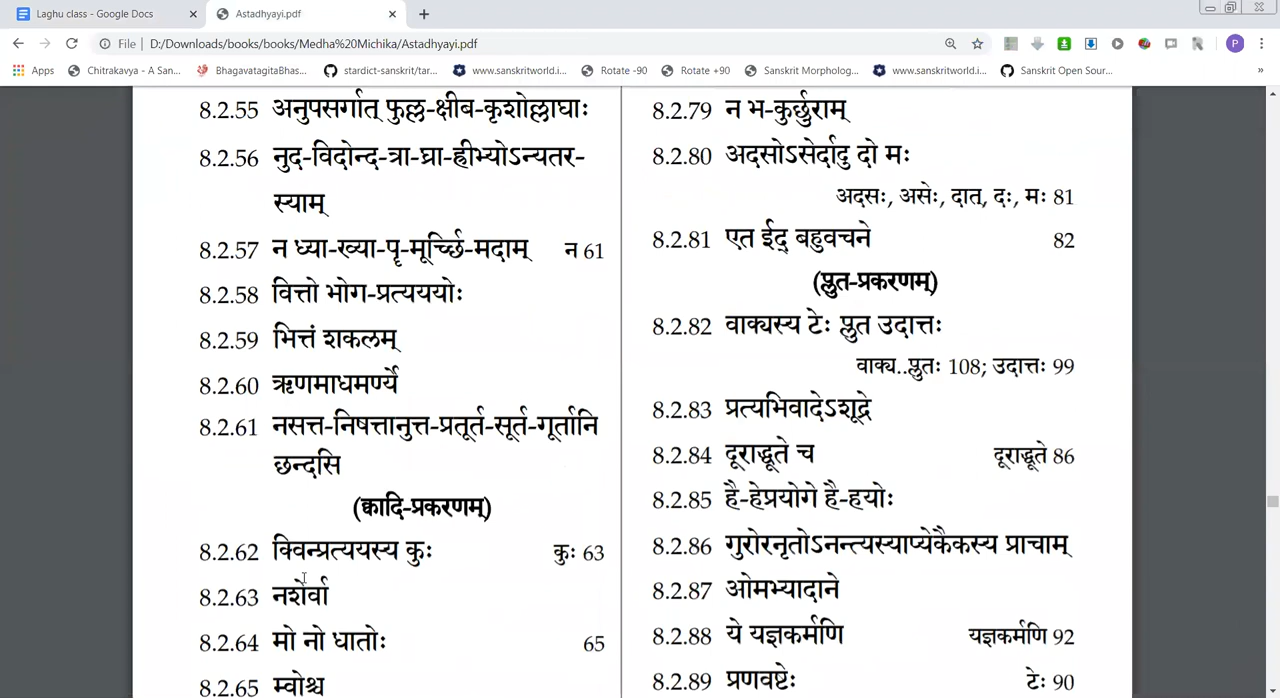 Laghu class - Google Docs
Astadhyayi.pdf
File | D:/Downloads/books/books/Medha%20Michika/Astadhyayi.pdf
P
Apps
Chitrakavya - A San...
BhagavatagitaBhas...
stardict-sanskrit/tar...
www.sanskritworld.i...
Rotate -90
Rotate +90
Sanskrit Morpholog...
www.sanskritworld.i...
Sanskrit Open Sour...
»
8.2.55 अनुपसर्गात् फुल्ल-क्षीब-कृशोल्लाघाः
8.2.56 नुद-विदोन्द-त्रा-घ्रा-ह्रीभ्योऽन्यतर-
स्याम्
8.2.57 न ध्या-ख्या-पॄ-मूर्च्छि-मदाम् न 61
8.2.58 वित्तो भोग-प्रत्यययोः
8.2.59 भित्तं शकलम्
8.2.60 ऋणमाधमर्ण्ये
8.2.61 नसत्त-निषत्तानुत्त-प्रतूर्त-सूर्त-गूर्तानि
छन्दसि
(क्वादि-प्रकरणम्)
8.2.62 क्विन्प्रत्ययस्य कुः कुः 63
8.2.63 नशेर्वा
8.2.64 मो नो धातोः 65
8.2.65 म्वोश्च
8.2.79 न भ-कुर्छुराम्
8.2.80 अदसोऽसेर्दादु दो मः
अदसः, असेः, दात्, दः, मः 81
8.2.81 एत ईद् बहुवचने 82
(प्लुत-प्रकरणम्)
8.2.82 वाक्यस्य टेः प्लुत उदात्तः
वाक्य..प्लुतः 108; उदात्तः 99
8.2.83 प्रत्यभिवादेऽशूद्रे
8.2.84 दूराद्धूते च दूराद्धूते 86
8.2.85 है-हेप्रयोगे है-हयोः
8.2.86 गुरोरनृतोऽनन्त्यस्याप्येकैकस्य प्राचाम्
8.2.87 ओमभ्यादाने
8.2.88 ये यज्ञकर्मणि यज्ञकर्मणि 92
8.2.89 प्रणवष्टेः टेः 90